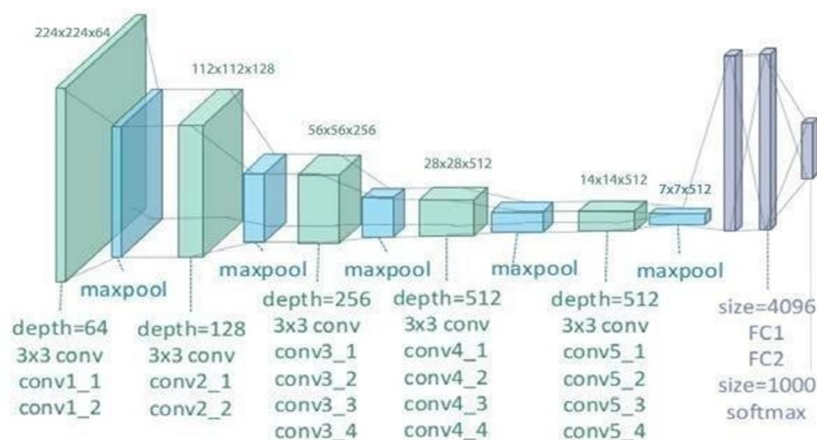 224x224x64
112x112x128
56x56x256
28x28x512
14x14x512
7x7x512
maxpool
maxpool
maxpool
maxpool
maxpool
depth=64
3x3 conv
conv1_1
conv1_2
depth=128
3x3 conv
conv2_1
conv2_2
depth=256
3x3 conv
conv3_1
conv3_2
conv3_3
conv3_4
depth=512
3x3 conv
conv4_1
conv4_2
conv4_3
conv4_4
depth=512
3x3 conv
conv5_1
conv5_2
conv5_3
conv5_4
size=4096
FC1
FC2
size=1000
softmax